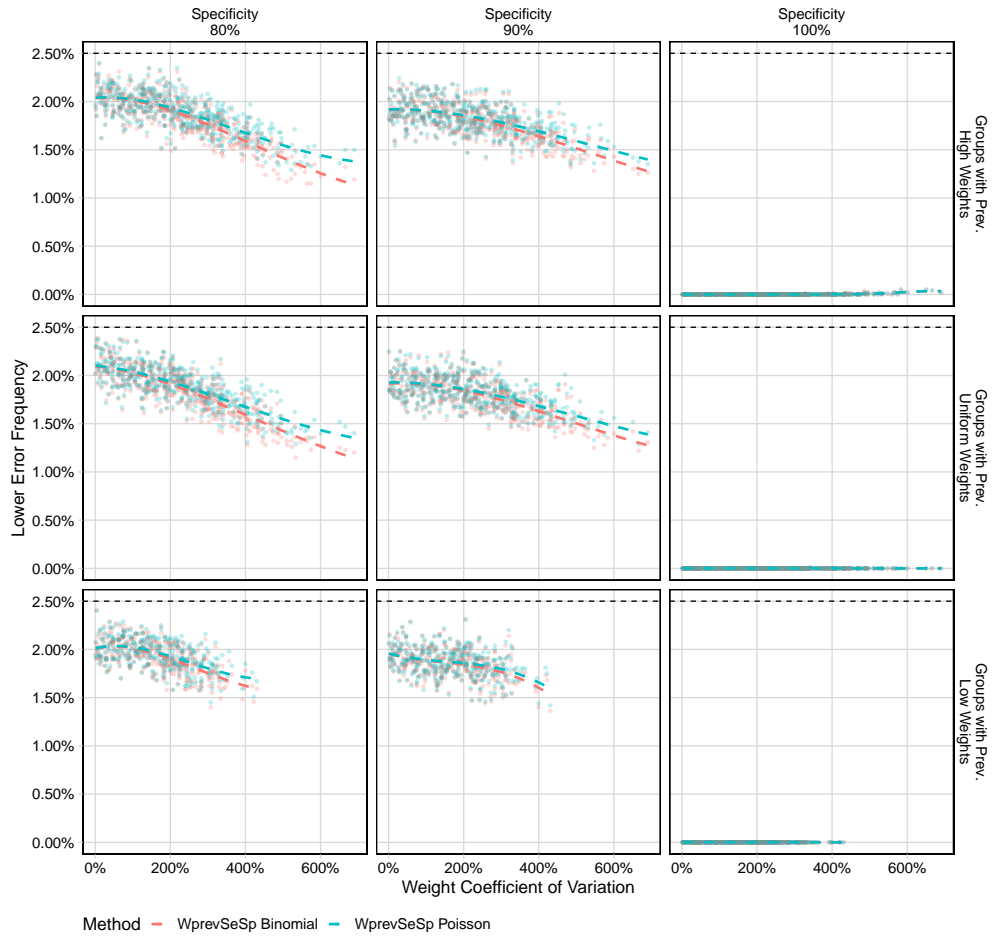 Specificity
80%
Specificity
90%
Specificity
100%
2.50%
2.00%
1.50%
1.00%
0.50%
0.00%
Groups with Prev.
High Weights
2.50%
2.00%
1.50%
1.00%
0.50%
0.00%
Groups with Prev.
Uniform Weights
2.50%
2.00%
1.50%
1.00%
0.50%
0.00%
Groups with Prev.
Low Weights
Lower Error Frequency
0% 200% 400% 600%
0% 200% 400% 600%
0% 200% 400% 600%
Weight Coefficient of Variation
Method WprevSeSp Binomial WprevSeSp Poisson